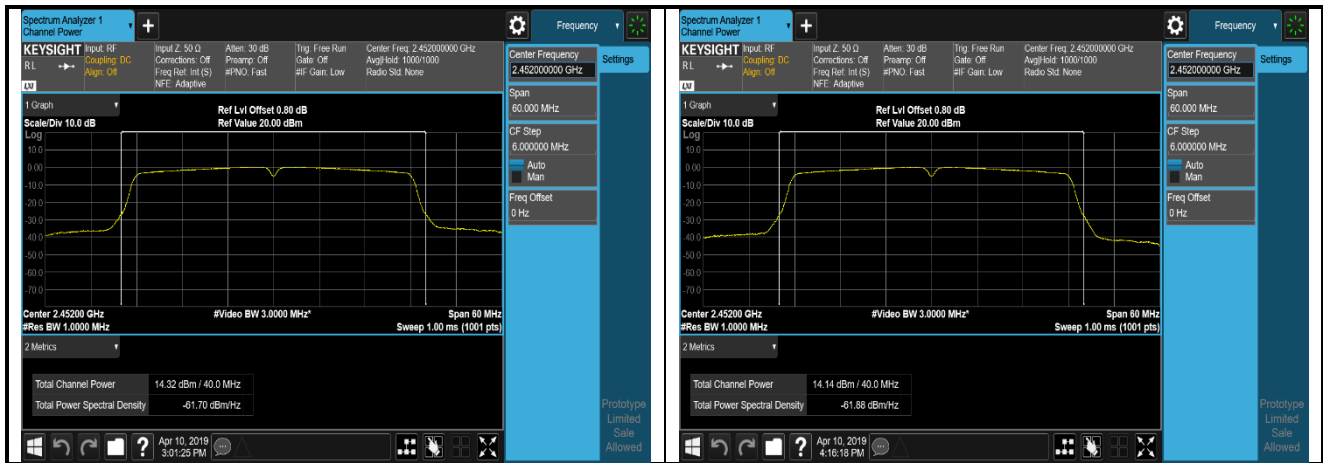 Spectrum Analyzer 1
Channel Power
Frequency
KEYSIGHT
RL
LXI
Input: RF
Coupling: DC
Align: Off
Input Z: 50 Ω
Corrections: Off
Freq Ref: Int (S)
NFE: Adaptive
Atten: 30 dB
Preamp: Off
#PNO: Fast
Trig: Free Run
Gate: Off
#IF Gain: Low
Center Freq: 2.452000000 GHz
Avg|Hold: 1000/1000
Radio Std: None
Center Frequency
2.452000000 GHz
Settings
Span
60.000 MHz
CF Step
6.000000 MHz
Auto
Man
Freq Offset
0 Hz
1 Graph
Scale/Div 10.0 dB
Ref Lvl Offset 0.80 dB
Ref Value 20.00 dBm
Log
10.0
0.00
-10.0
-20.0
-30.0
-40.0
-50.0
-60.0
-70.0
Center 2.45200 GHz
#Res BW 1.0000 MHz
#Video BW 3.0000 MHz*
Span 60 MHz
Sweep 1.00 ms (1001 pts)
2 Metrics
Total Channel Power 14.32 dBm / 40.0 MHz
Total Power Spectral Density -61.70 dBm/Hz
Prototype
Limited
Sale
Allowed
?
Apr 10, 2019
3:01:25 PM
Spectrum Analyzer 1
Channel Power
Frequency
KEYSIGHT
RL
LXI
Input: RF
Coupling: DC
Align: Off
Input Z: 50 Ω
Corrections: Off
Freq Ref: Int (S)
NFE: Adaptive
Atten: 30 dB
Preamp: Off
#PNO: Fast
Trig: Free Run
Gate: Off
#IF Gain: Low
Center Freq: 2.452000000 GHz
Avg|Hold: 1000/1000
Radio Std: None
Center Frequency
2.452000000 GHz
Settings
Span
60.000 MHz
CF Step
6.000000 MHz
Auto
Man
Freq Offset
0 Hz
1 Graph
Scale/Div 10.0 dB
Ref Lvl Offset 0.80 dB
Ref Value 20.00 dBm
Log
10.0
0.00
-10.0
-20.0
-30.0
-40.0
-50.0
-60.0
-70.0
Center 2.45200 GHz
#Res BW 1.0000 MHz
#Video BW 3.0000 MHz*
Span 60 MHz
Sweep 1.00 ms (1001 pts)
2 Metrics
Total Channel Power 14.14 dBm / 40.0 MHz
Total Power Spectral Density -61.88 dBm/Hz
Prototype
Limited
Sale
Allowed
?
Apr 10, 2019
4:16:18 PM